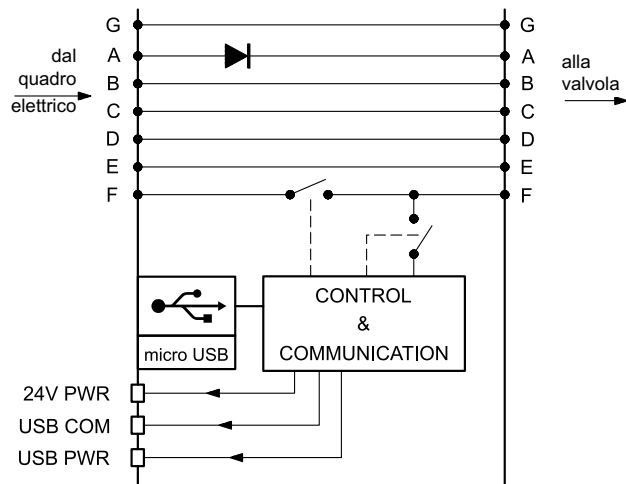 G G
dal A A alla
quadro B B valvola
elettrico C C
D D
E E
F F
CONTROL
&
micro USB COMMUNICATION
24V PWR
USB COM
USB PWR